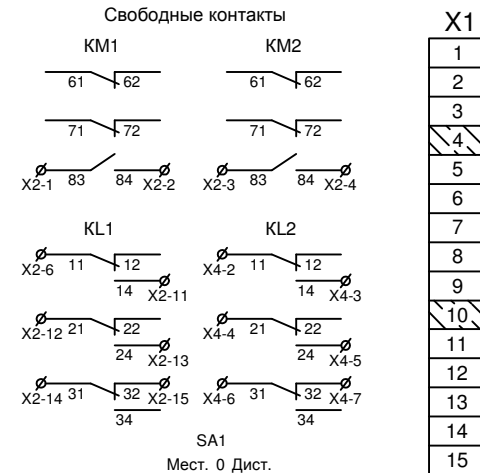 Свободные контакты
X1
KM1 KM2
61 62 61 62
71 72 71 72
X2-1 83 84 X2-2 X2-3 83 84 X2-4
KL1 KL2
X2-6 11 12 X4-2 11 12
14 X2-11 14 X4-3
X2-12 21 22 X4-4 21 22
24 X2-13 24 X4-5
X2-14 31 32 X2-15 X4-6 31 32 X4-7
34 34
SA1
Мест. 0 Дист.
1
2
3
4
5
6
7
8
9
10
11
12
13
14
15